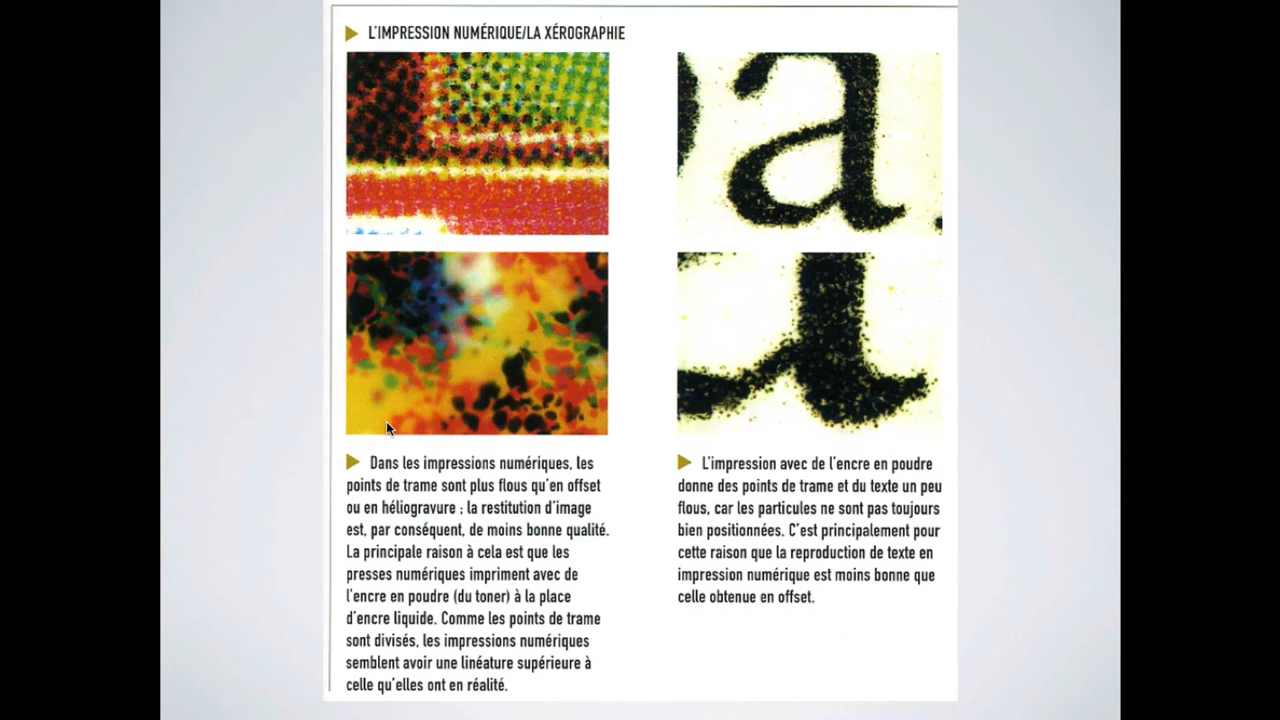 L'IMPRESSION NUMÉRIQUE/LA XÉROGRAPHIE
a
Dans les impressions numériques, les
points de trame sont plus flous qu'en offset
ou en héliogravure ; la restitution d'image
est, par conséquent, de moins bonne qualité.
La principale raison à cela est que les
presses numériques impriment avec de
l'encre en poudre (du toner) à la place
d'encre liquide. Comme les points de trame
sont divisés, les impressions numériques
semblent avoir une linéature supérieure à
celle qu'elles ont en réalité.
L'impression avec de l'encre en poudre
donne des points de trame et du texte un peu
flous, car les particules ne sont pas toujours
bien positionnées. C'est principalement pour
cette raison que la reproduction de texte en
impression numérique est moins bonne que
celle obtenue en offset.